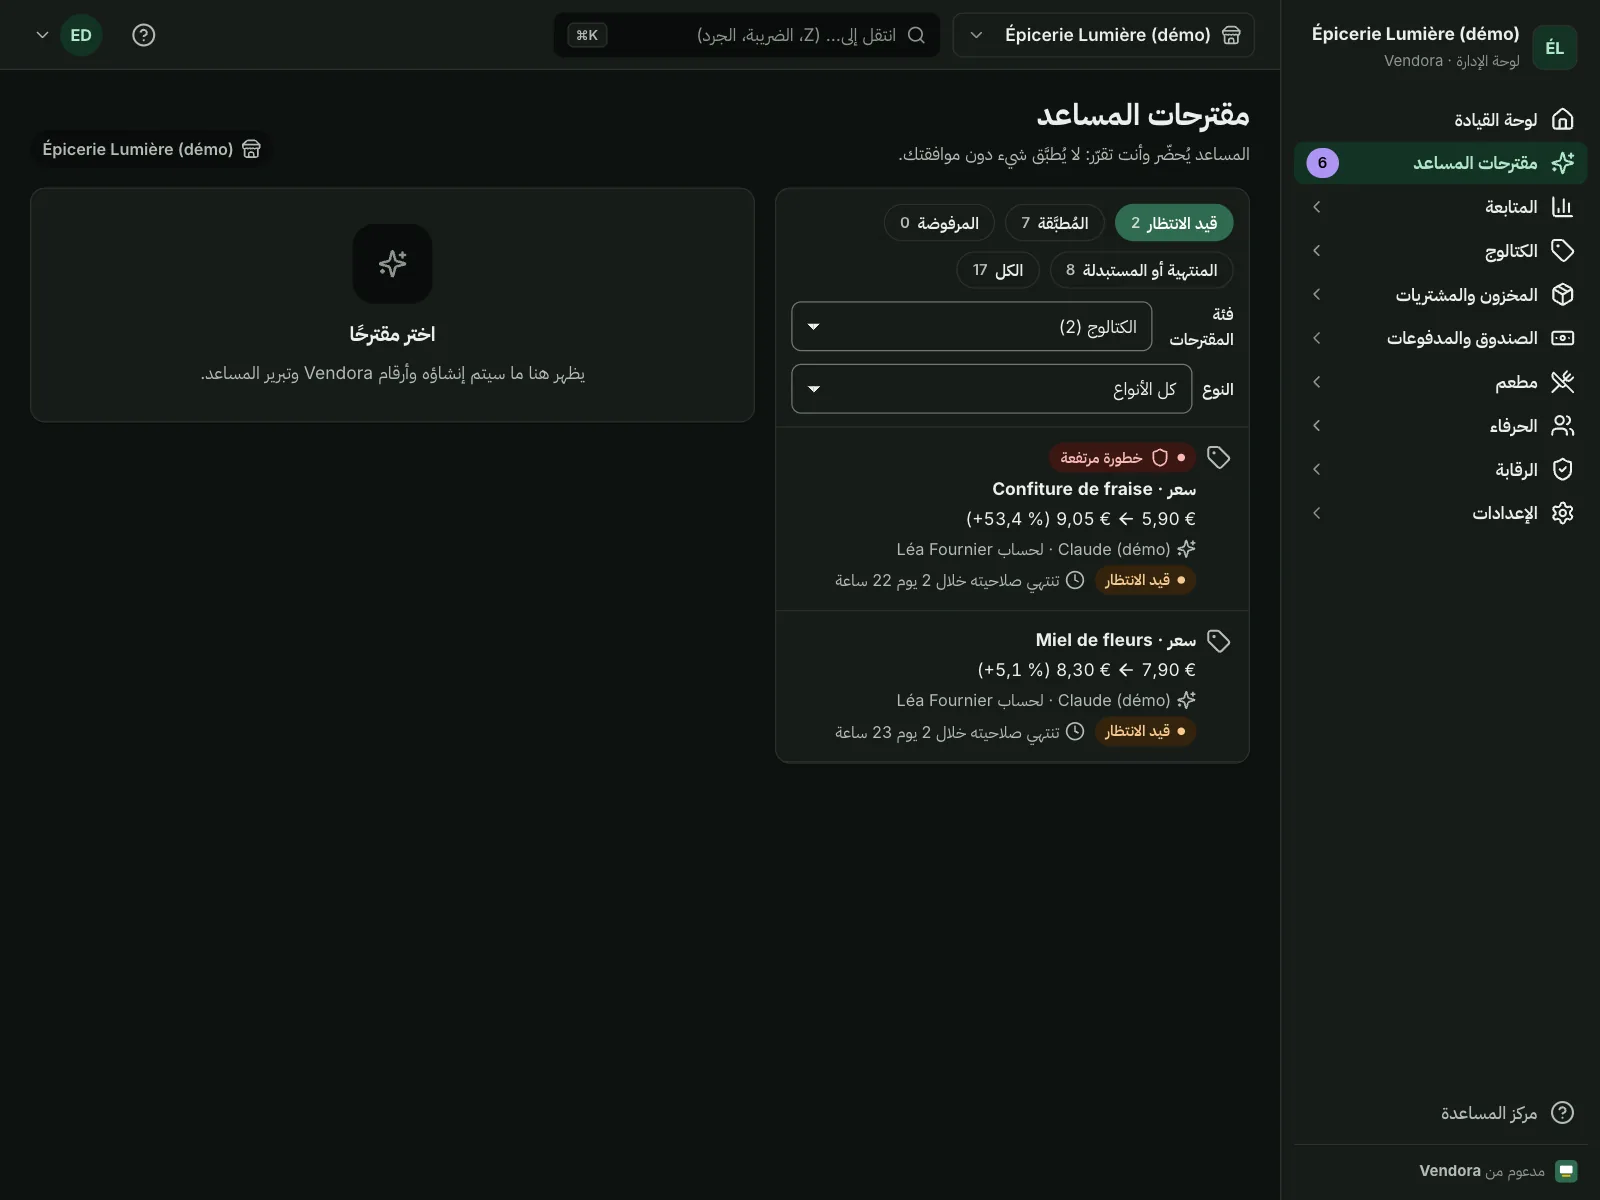 ÉL
Épicerie Lumière (démo)
لوحة الإدارة · Vendora
لوحة القيادة
مقترحات المساعد
6
المتابعة
الكتالوج
المخزون والمشتريات
الصندوق والمدفوعات
مطعم
الحرفاء
الرقابة
الإعدادات
مركز المساعدة
مدعوم من Vendora
Épicerie Lumière (démo)
انتقل إلى... (Z، الضريبة، الجرد)
⌘K
ED
مقترحات المساعد
المساعد يُحضّر وأنت تقرّر: لا يُطبَّق شيء دون موافقتك.
Épicerie Lumière (démo)
قيد الانتظار 2
المُطبَّقة 7
المرفوضة 0
المنتهية أو المستبدلة 8
الكل 17
فئة المقترحات
الكتالوج (2)
النوع
كل الأنواع
خطورة مرتفعة
سعر · Confiture de fraise
5,90 € ← 9,05 € (+53,4 %)
Claude (démo) · لحساب Léa Fournier
قيد الانتظار
تنتهي صلاحيته خلال 2 يوم 22 ساعة
سعر · Miel de fleurs
7,90 € ← 8,30 € (+5,1 %)
Claude (démo) · لحساب Léa Fournier
قيد الانتظار
تنتهي صلاحيته خلال 2 يوم 23 ساعة
اختر مقترحًا
يظهر هنا ما سيتم إنشاؤه وأرقام Vendora وتبرير المساعد.